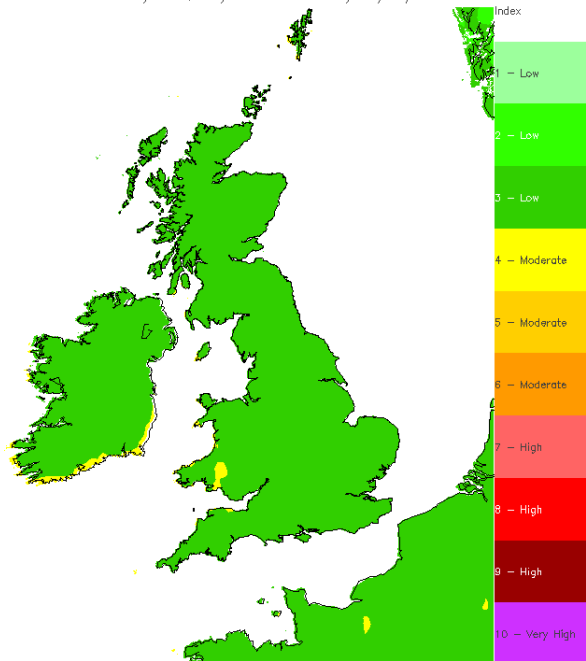 Index
1 - Low
2 - Low
3 - Low
4 - Moderate
5 - Moderate
6 - Moderate
7 - High
8 - High
9 - High
10 - Very High